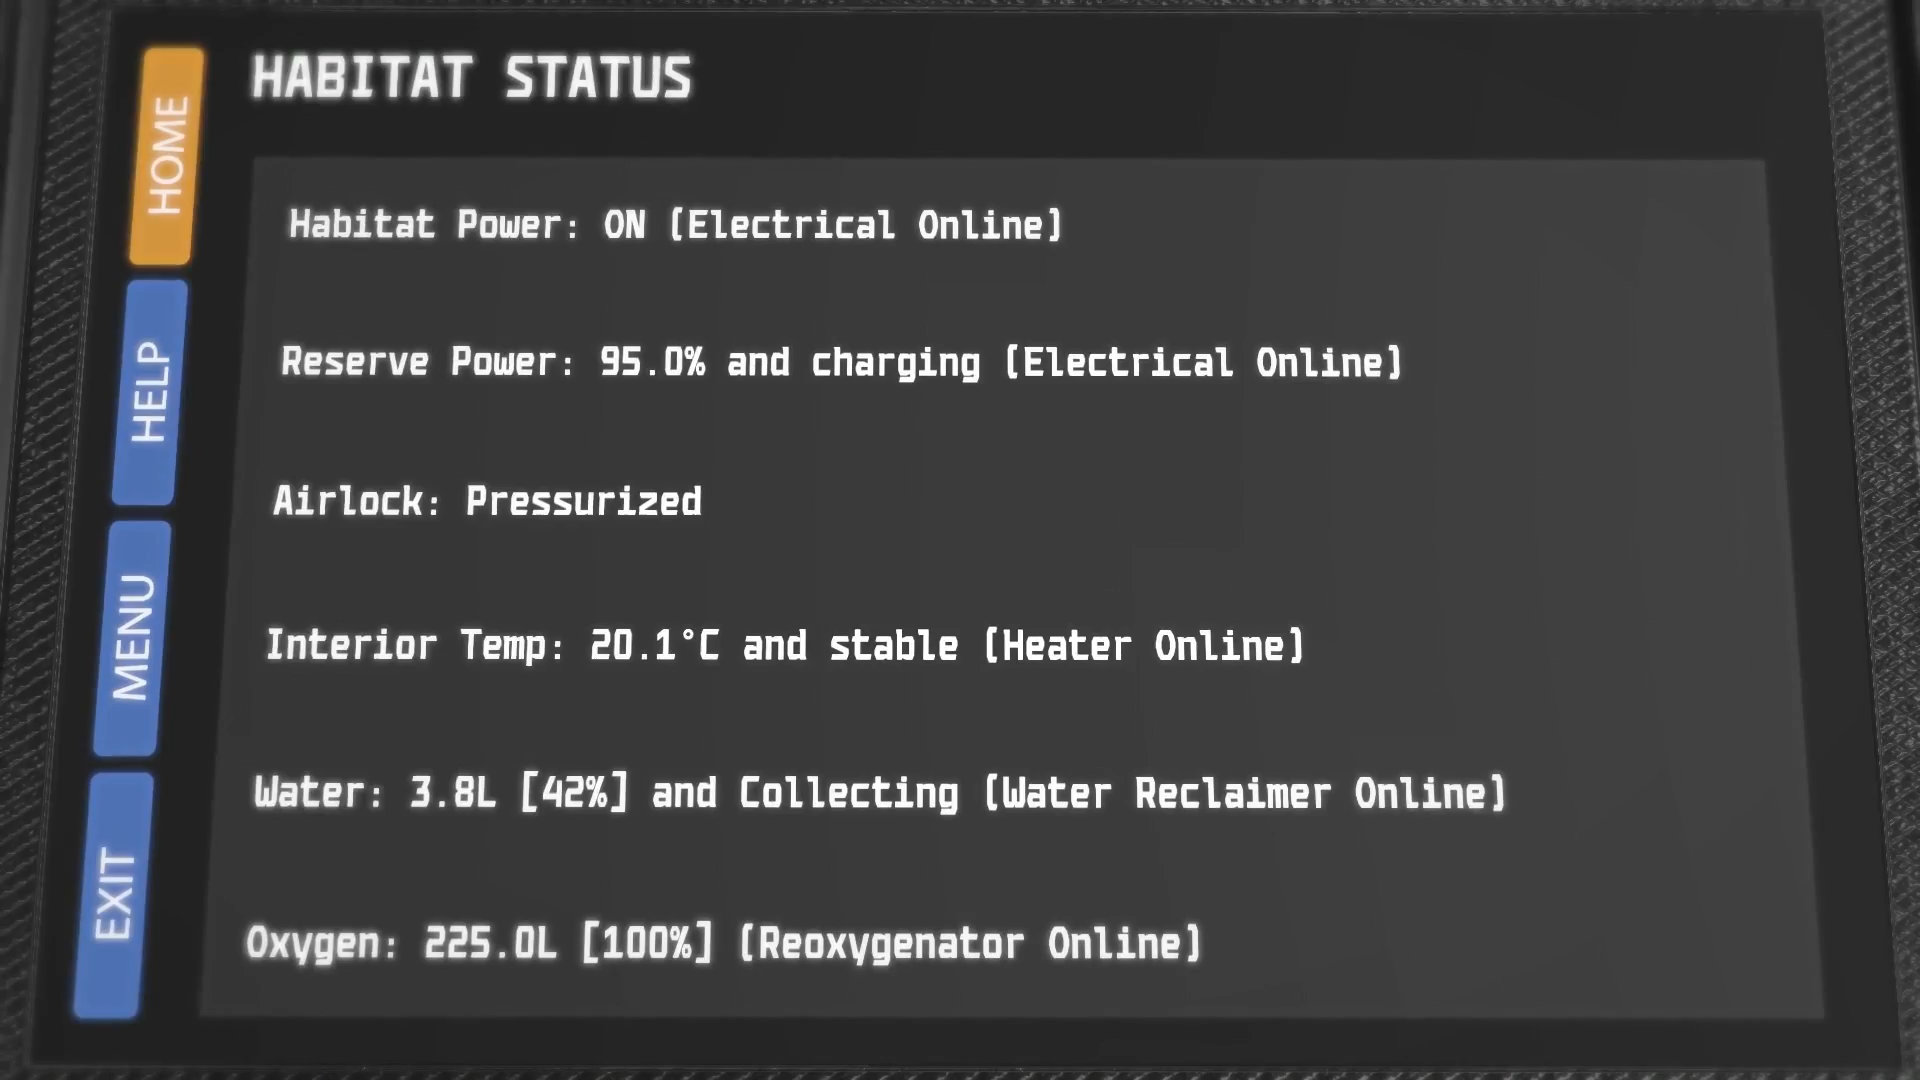 HABITAT STATUS
HOME
HELP
MENU
EXIT
Habitat Power: ON (Electrical Online)
Reserve Power: 95.0% and charging (Electrical Online)
Airlock: Pressurized
Interior Temp: 20.1°C and stable (Heater Online)
Water: 3.8L [42%] and Collecting (Water Reclaimer Online)
Oxygen: 225.0L [100%] (Reoxygenator Online)